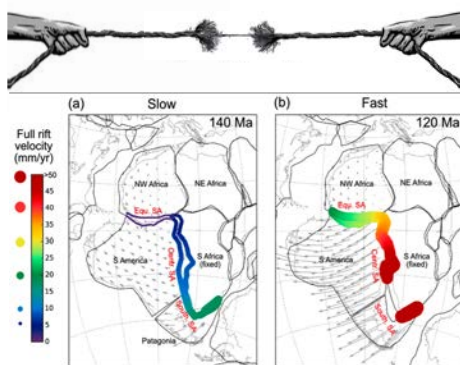 (a) Slow
140 Ma
(b) Fast
120 Ma
Full rift
velocity
(mm/yr)
>50
45
40
35
30
25
20
15
10
5
0
NW Africa
NE Africa
Equ. SA
S America
Centr. SA
S Africa
(fixed)
South. SA
Patagonia
NW Africa
NE Africa
Equ. SA
S America
Centr. SA
S Africa
(fixed)
South. SA